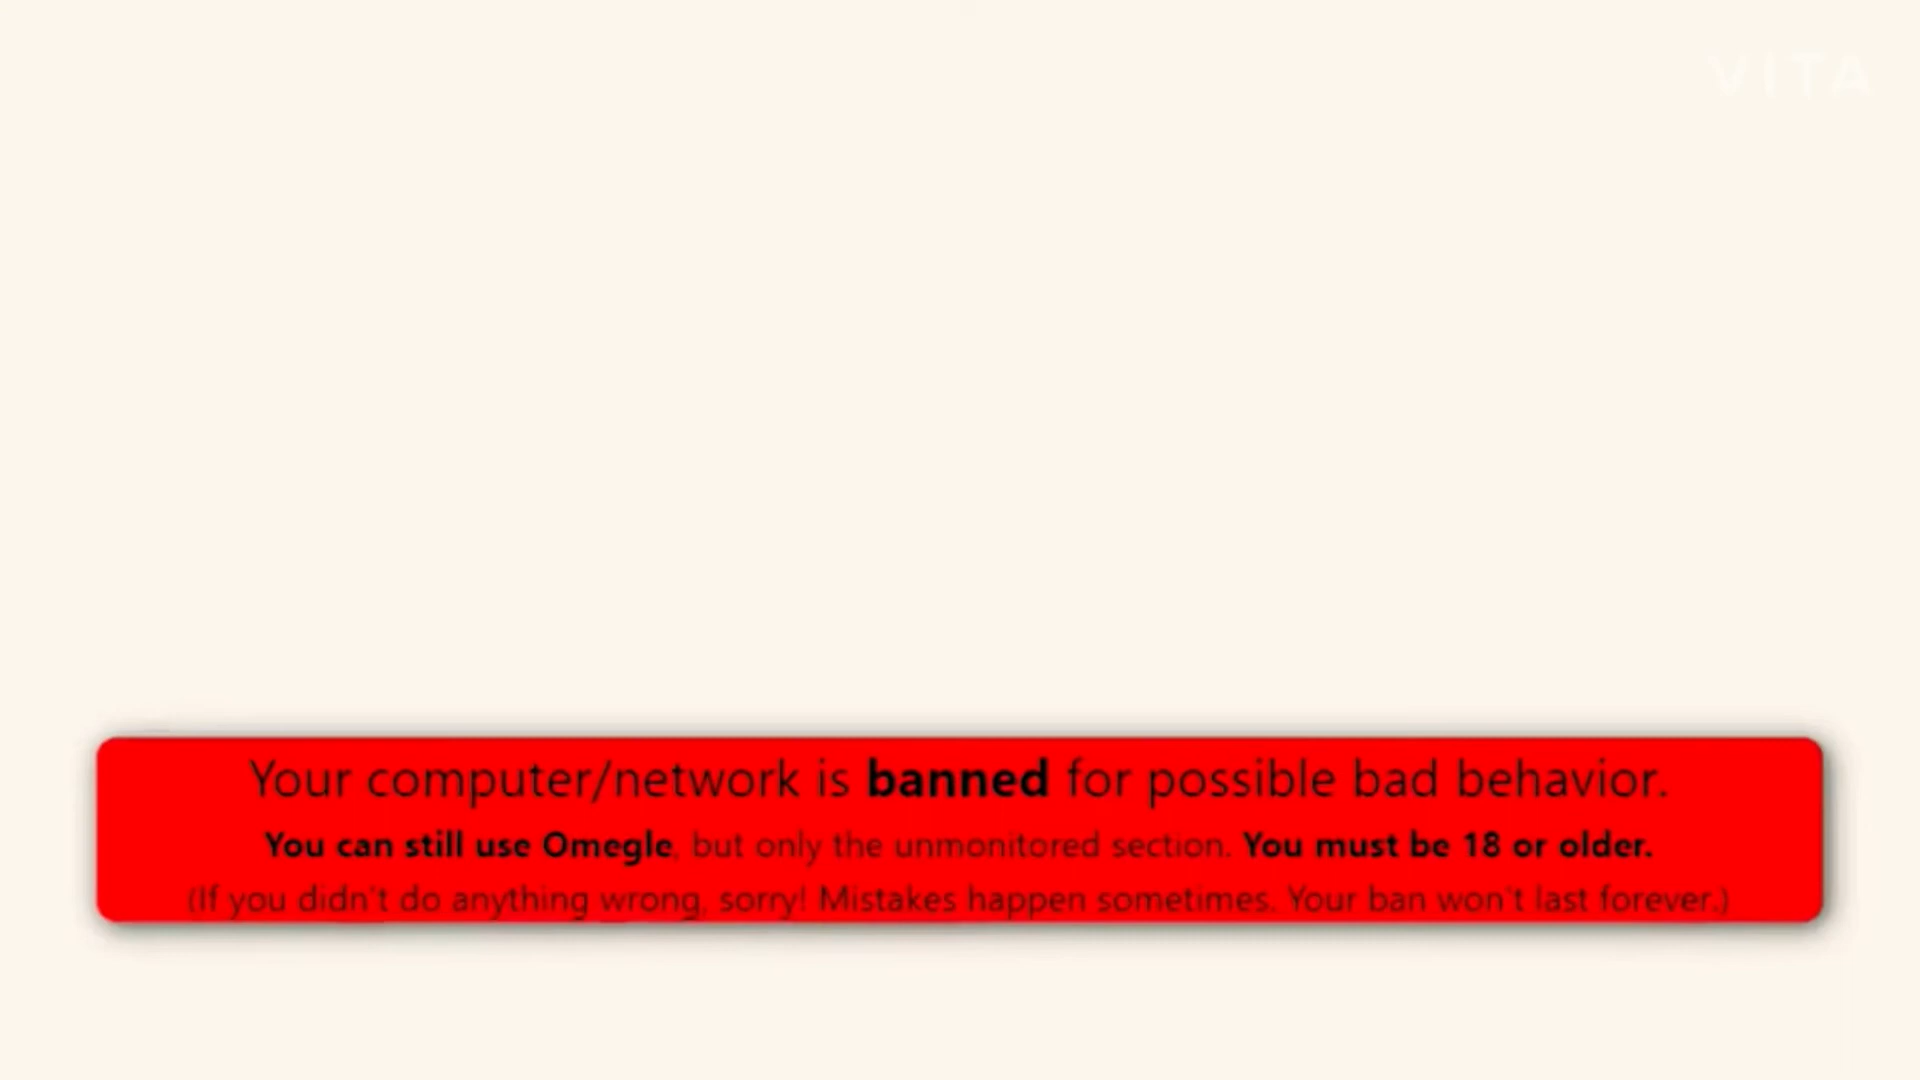 VITA
Your computer/network is banned for possible bad behavior.
You can still use Omegle, but only the unmonitored section. You must be 18 or older.
(If you didn't do anything wrong, sorry! Mistakes happen sometimes. Your ban won't last forever.)